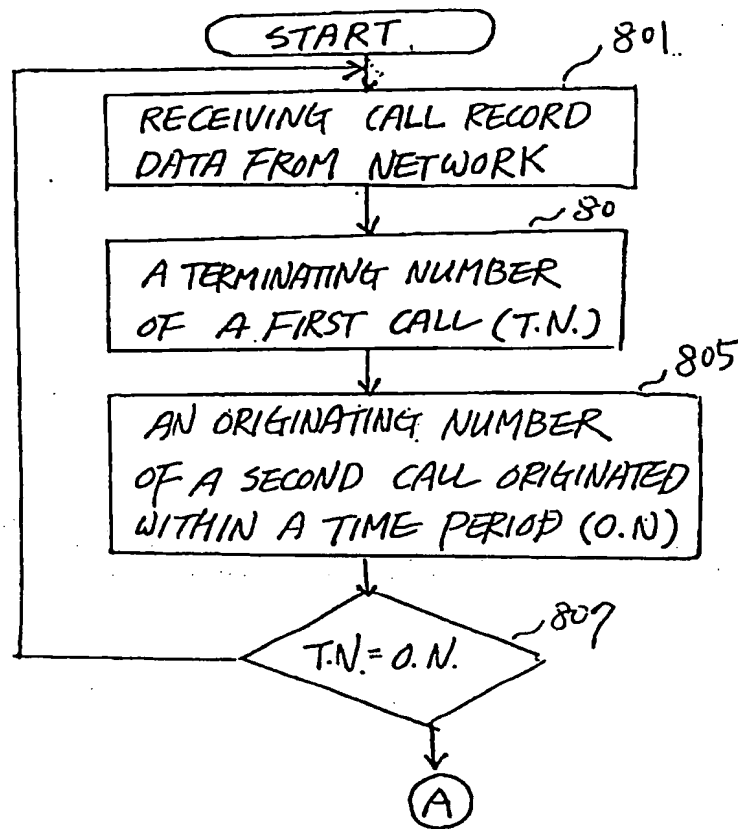 START
801
RECEIVING CALL RECORD
DATA FROM NETWORK
80
A TERMINATING NUMBER
OF A FIRST CALL (T.N.)
805
AN ORIGINATING NUMBER
OF A SECOND CALL ORIGINATED
WITHIN A TIME PERIOD (O.N)
807
T.N. = O.N.
A